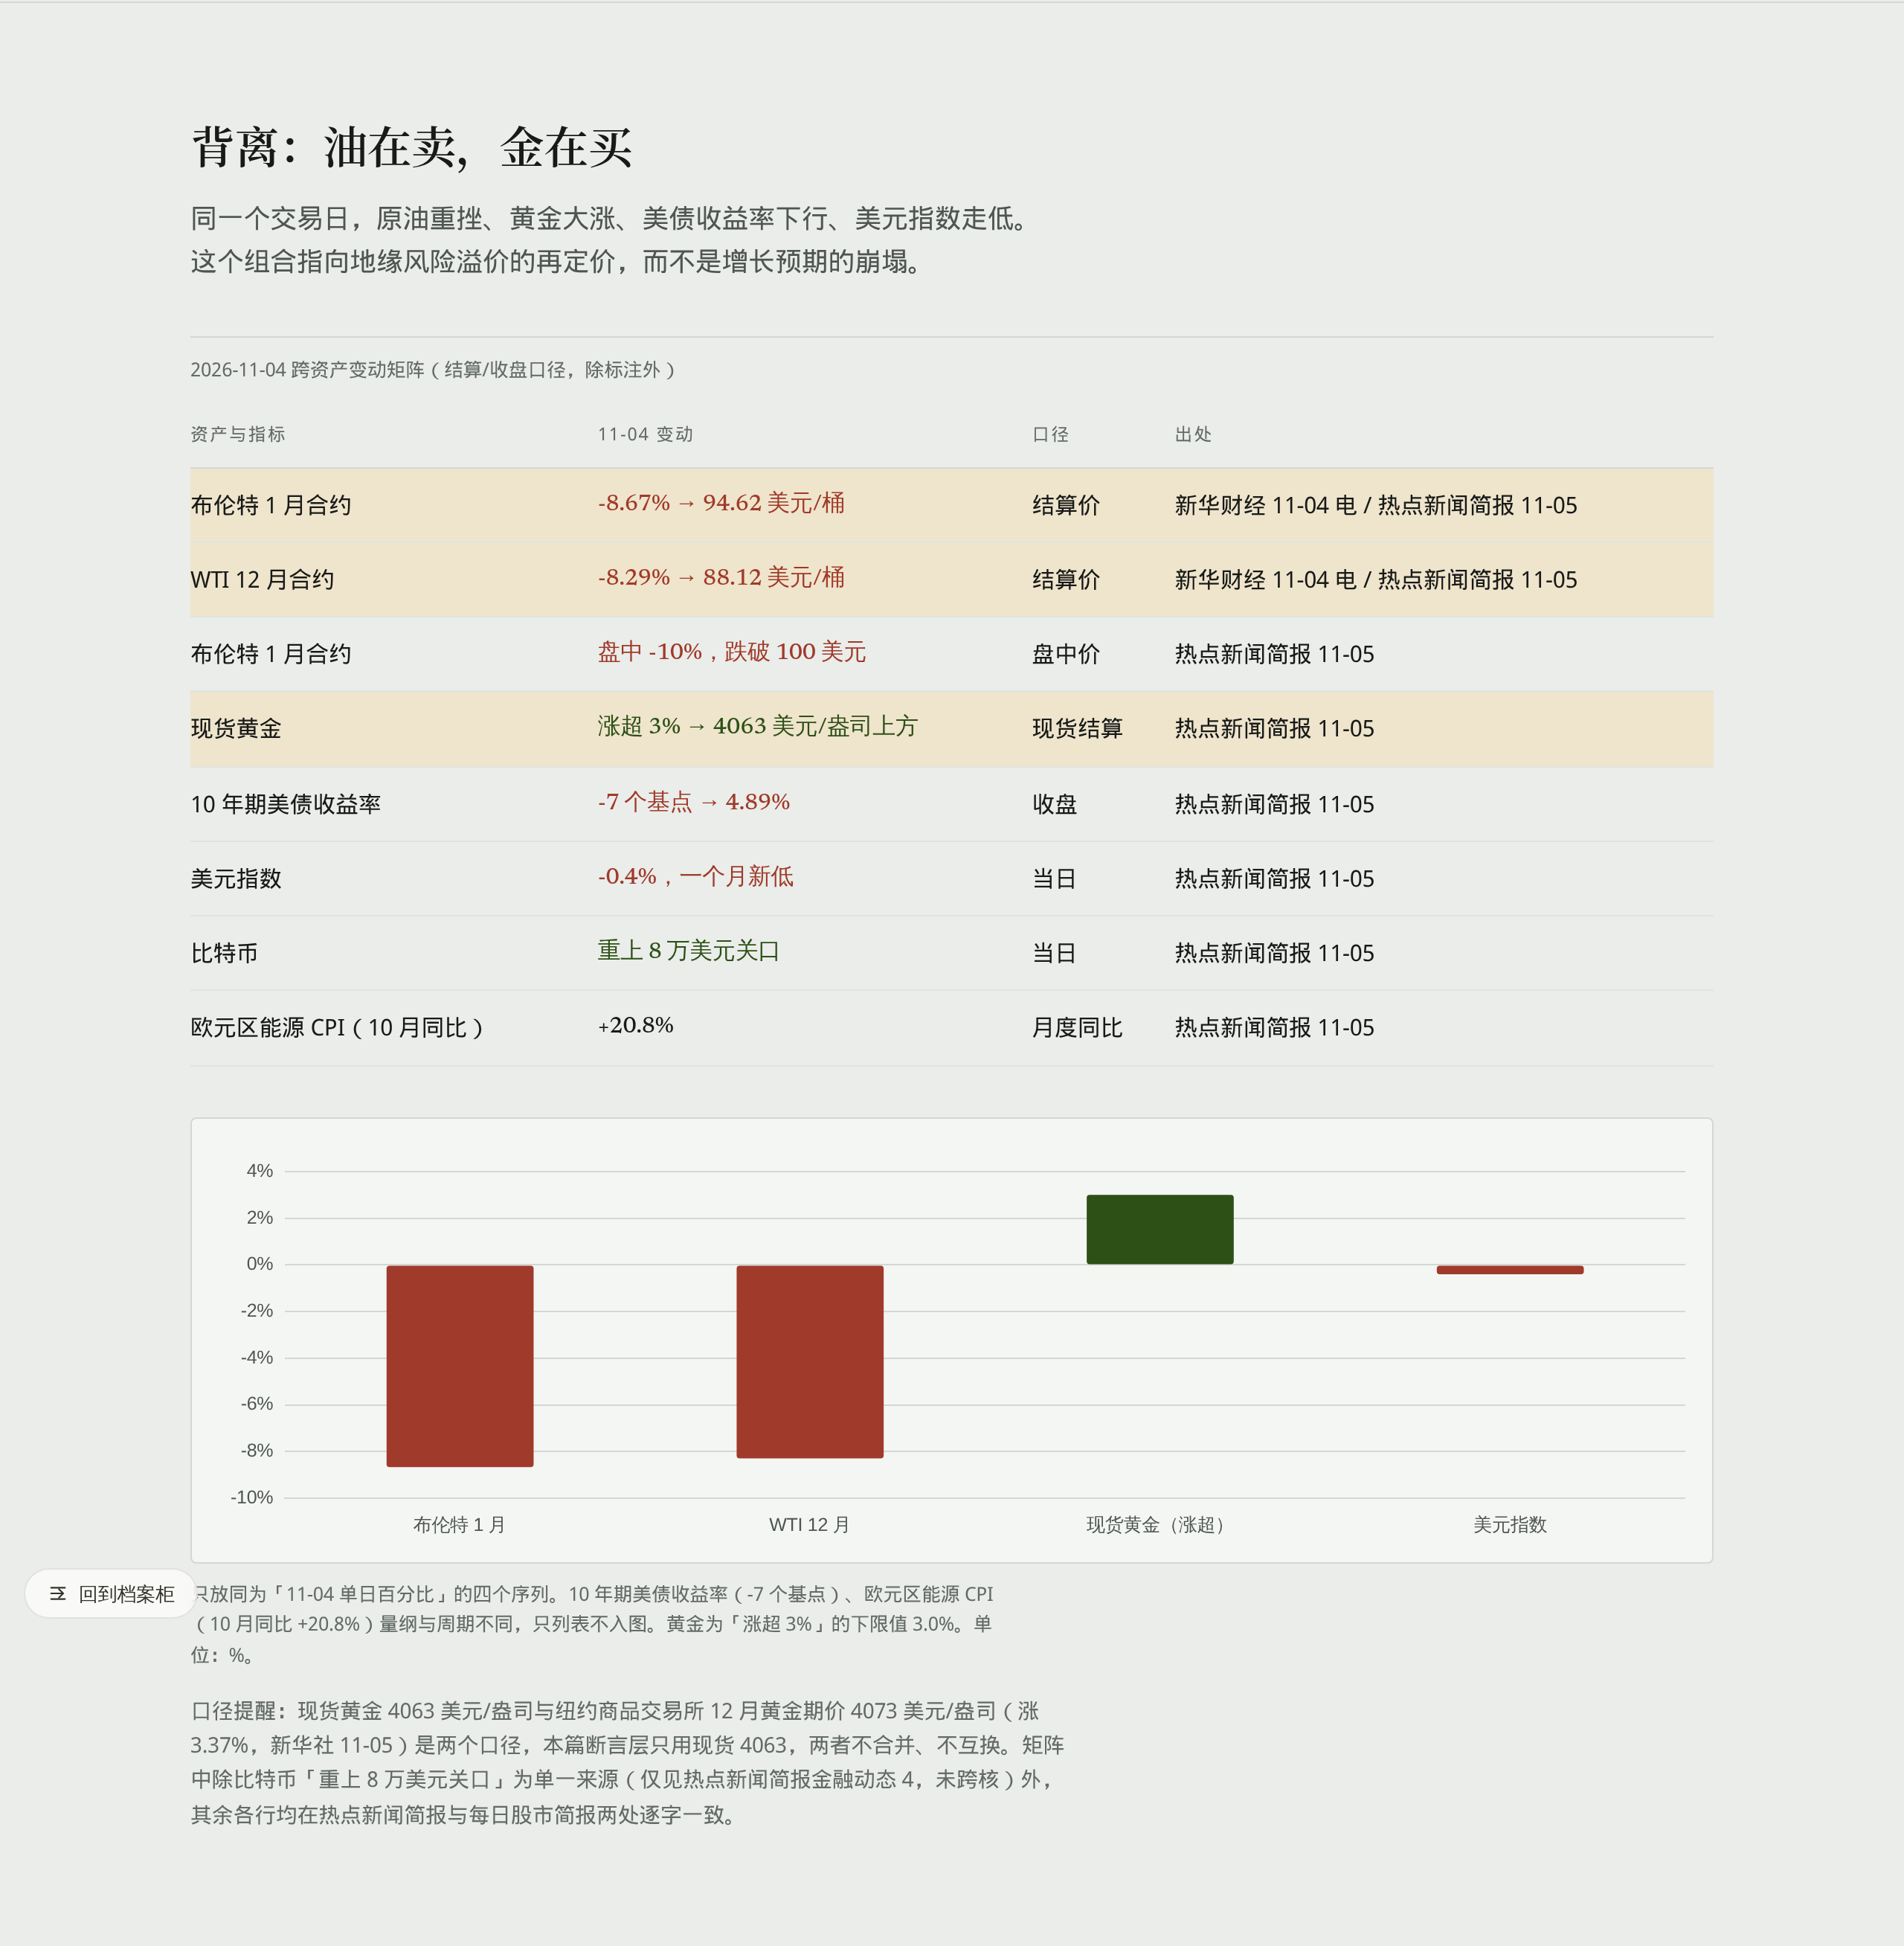 背离：油在卖，金在买
同一个交易日，原油重挫、黄金大涨、美债收益率下行、美元指数走低。
这个组合指向地缘风险溢价的再定价，而不是增长预期的崩塌。
2026-11-04 跨资产变动矩阵（结算/收盘口径，除标注外）
资产与指标 11-04 变动 口径 出处
布伦特 1 月合约 -8.67% → 94.62 美元/桶 结算价 新华财经 11-04 电 / 热点新闻简报 11-05
WTI 12 月合约 -8.29% → 88.12 美元/桶 结算价 新华财经 11-04 电 / 热点新闻简报 11-05
布伦特 1 月合约 盘中 -10%，跌破 100 美元 盘中价 热点新闻简报 11-05
现货黄金 涨超 3% → 4063 美元/盎司上方 现货结算 热点新闻简报 11-05
10 年期美债收益率 -7 个基点 → 4.89% 收盘 热点新闻简报 11-05
美元指数 -0.4%，一个月新低 当日 热点新闻简报 11-05
比特币 重上 8 万美元关口 当日 热点新闻简报 11-05
欧元区能源 CPI（10 月同比） +20.8% 月度同比 热点新闻简报 11-05
4%
2%
0%
-2%
-4%
-6%
-8%
-10%
布伦特 1 月 WTI 12 月 现货黄金（涨超） 美元指数
回到档案柜
只放同为「11-04 单日百分比」的四个序列。10 年期美债收益率（-7 个基点）、欧元区能源 CPI
（10 月同比 +20.8%）量纲与周期不同，只列表不入图。黄金为「涨超 3%」的下限值 3.0%。单
位：%。
口径提醒：现货黄金 4063 美元/盎司与纽约商品交易所 12 月黄金期价 4073 美元/盎司（涨
3.37%，新华社 11-05）是两个口径，本篇断言层只用现货 4063，两者不合并、不互换。矩阵
中除比特币「重上 8 万美元关口」为单一来源（仅见热点新闻简报金融动态 4，未跨核）外，
其余各行均在热点新闻简报与每日股市简报两处逐字一致。